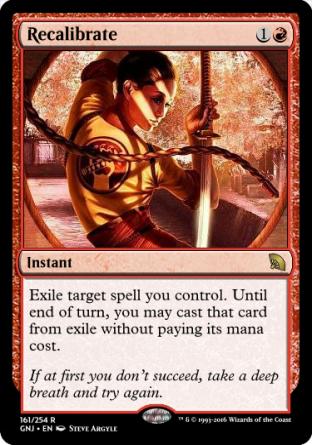 Recalibrate 1
Instant
Exile target spell you control. Until
end of turn, you may cast that card
from exile without paying its mana
cost.
If at first you don't succeed, take a deep
breath and try again.
161/254 R
GNJ • EN STEVE ARGYLE
™ & © 1993-2016 Wizards of the Coast